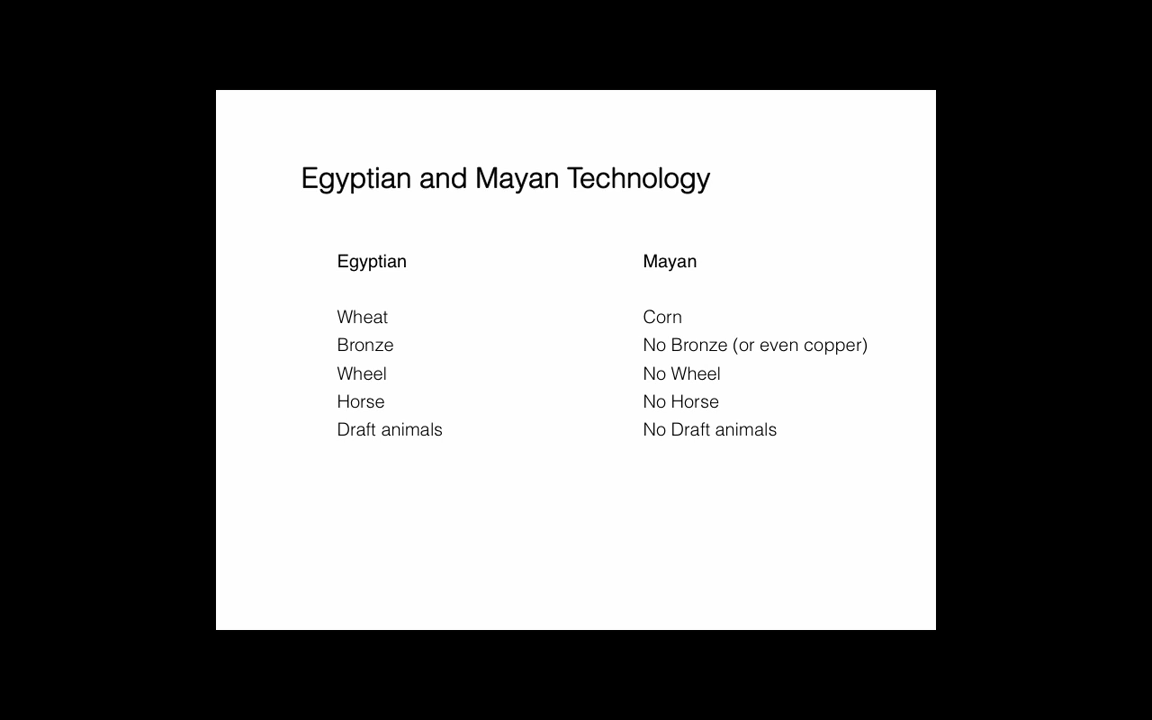 Egyptian and Mayan Technology
Egyptian
Mayan
Wheat
Corn
Bronze
No Bronze (or even copper)
Wheel
No Wheel
Horse
No Horse
Draft animals
No Draft animals